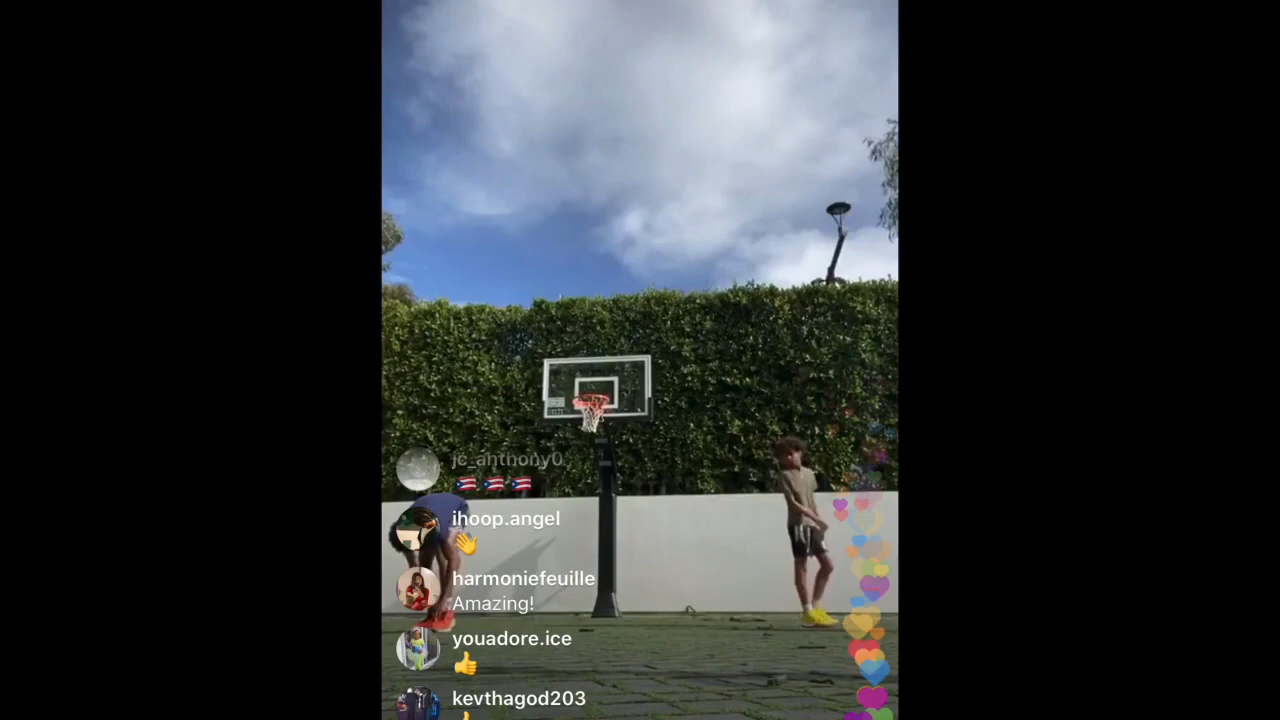 jc_anthony0
🇵🇷 🇵🇷 🇵🇷
ihoop.angel
👋
harmoniefeuille
Amazing!
youadore.ice
👍
kevthagod203